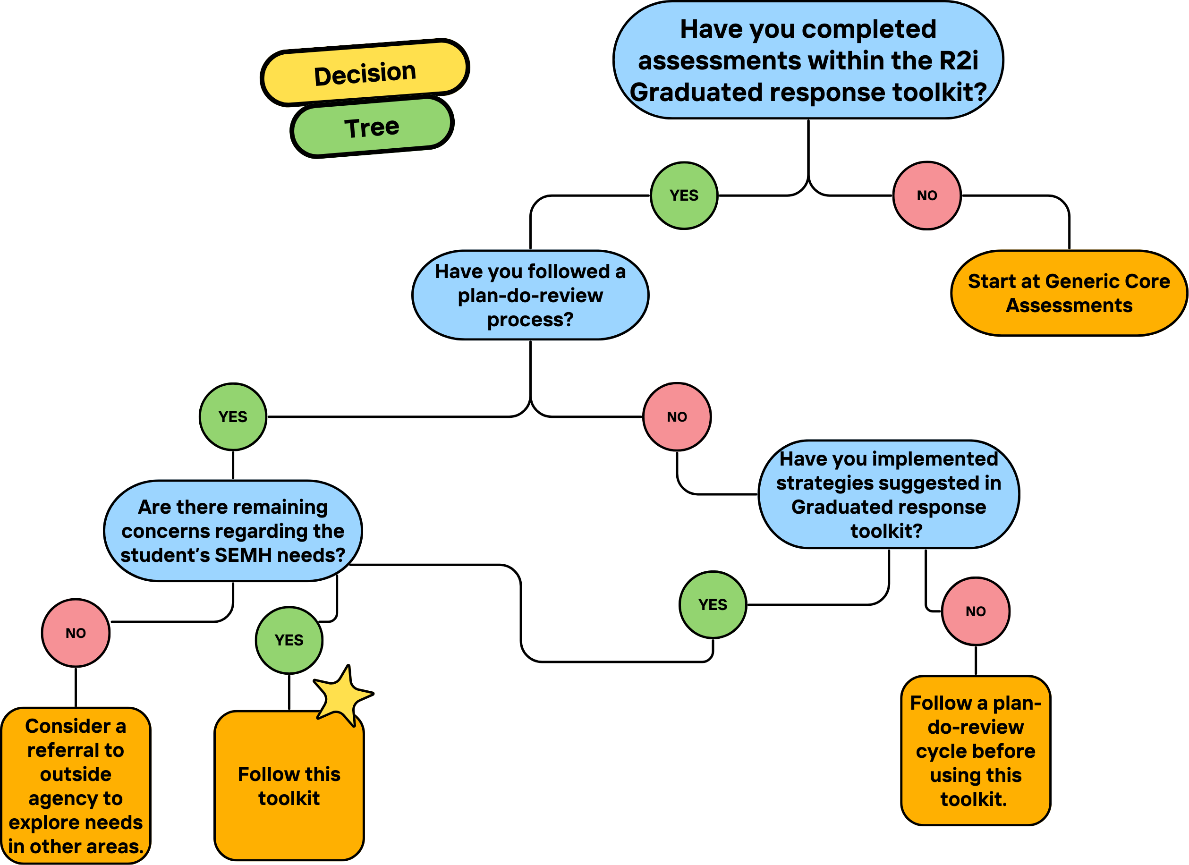 Decision
Tree
Have you completed
assessments within the R2i
Graduated response toolkit?
YES
NO
Have you followed a
plan-do-review
process?
Start at Generic Core
Assessments
YES
NO
Are there remaining
concerns regarding the
student's SEMH needs?
Have you implemented
strategies suggested in
Graduated response
toolkit?
NO
YES
YES
NO
Consider a
referral to
outside
agency to
explore needs
in other areas.
Follow this
toolkit
Follow a plan-
do-review
cycle before
using this
toolkit.